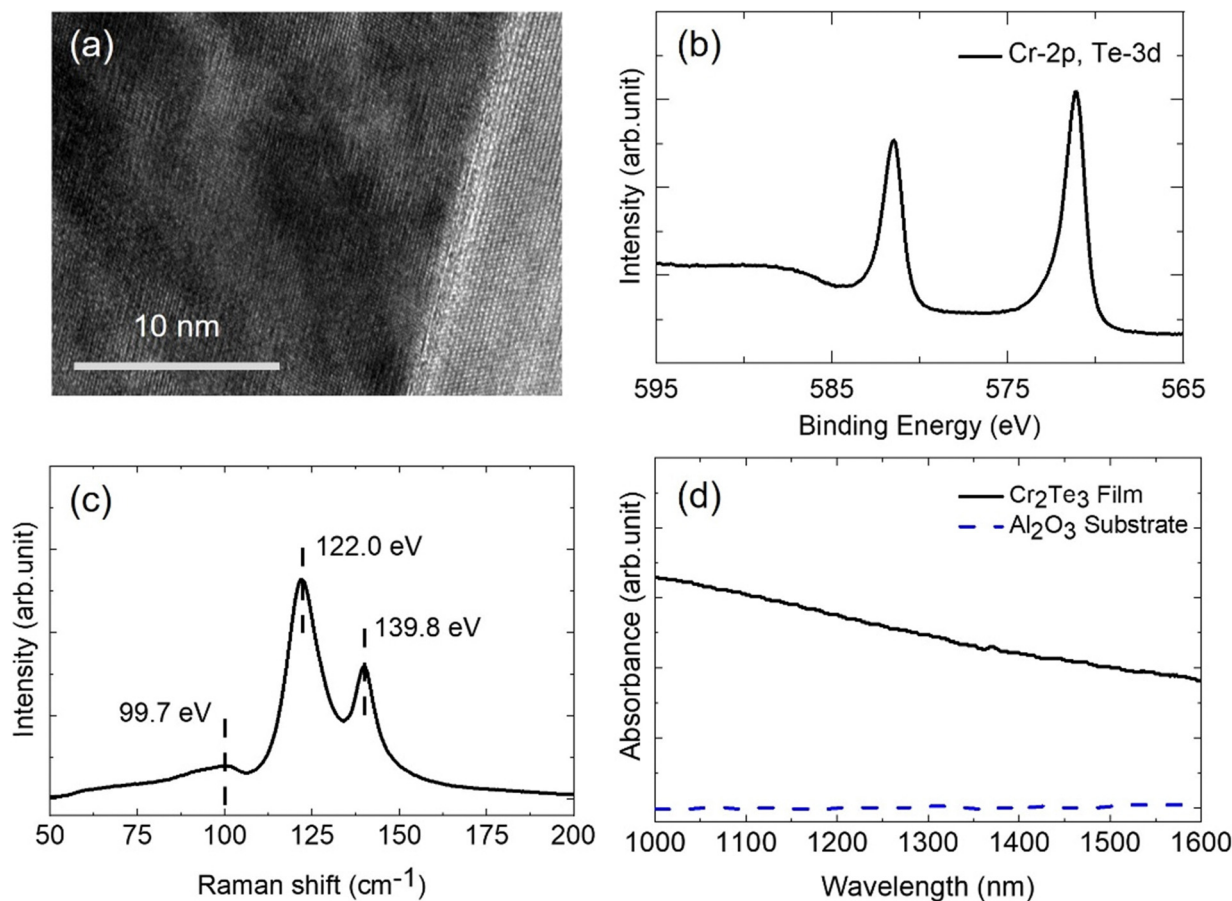 (a)
10 nm
(b)
Cr-2p, Te-3d
Intensity (arb.unit)
595 585 575 565
Binding Energy (eV)
(c)
122.0 eV
139.8 eV
99.7 eV
Intensity (arb.unit)
50 75 100 125 150 175 200
Raman shift (cm⁻¹)
(d)
Cr₂Te₃ Film
Al₂O₃ Substrate
Absorbance (arb.unit)
1000 1100 1200 1300 1400 1500 1600
Wavelength (nm)